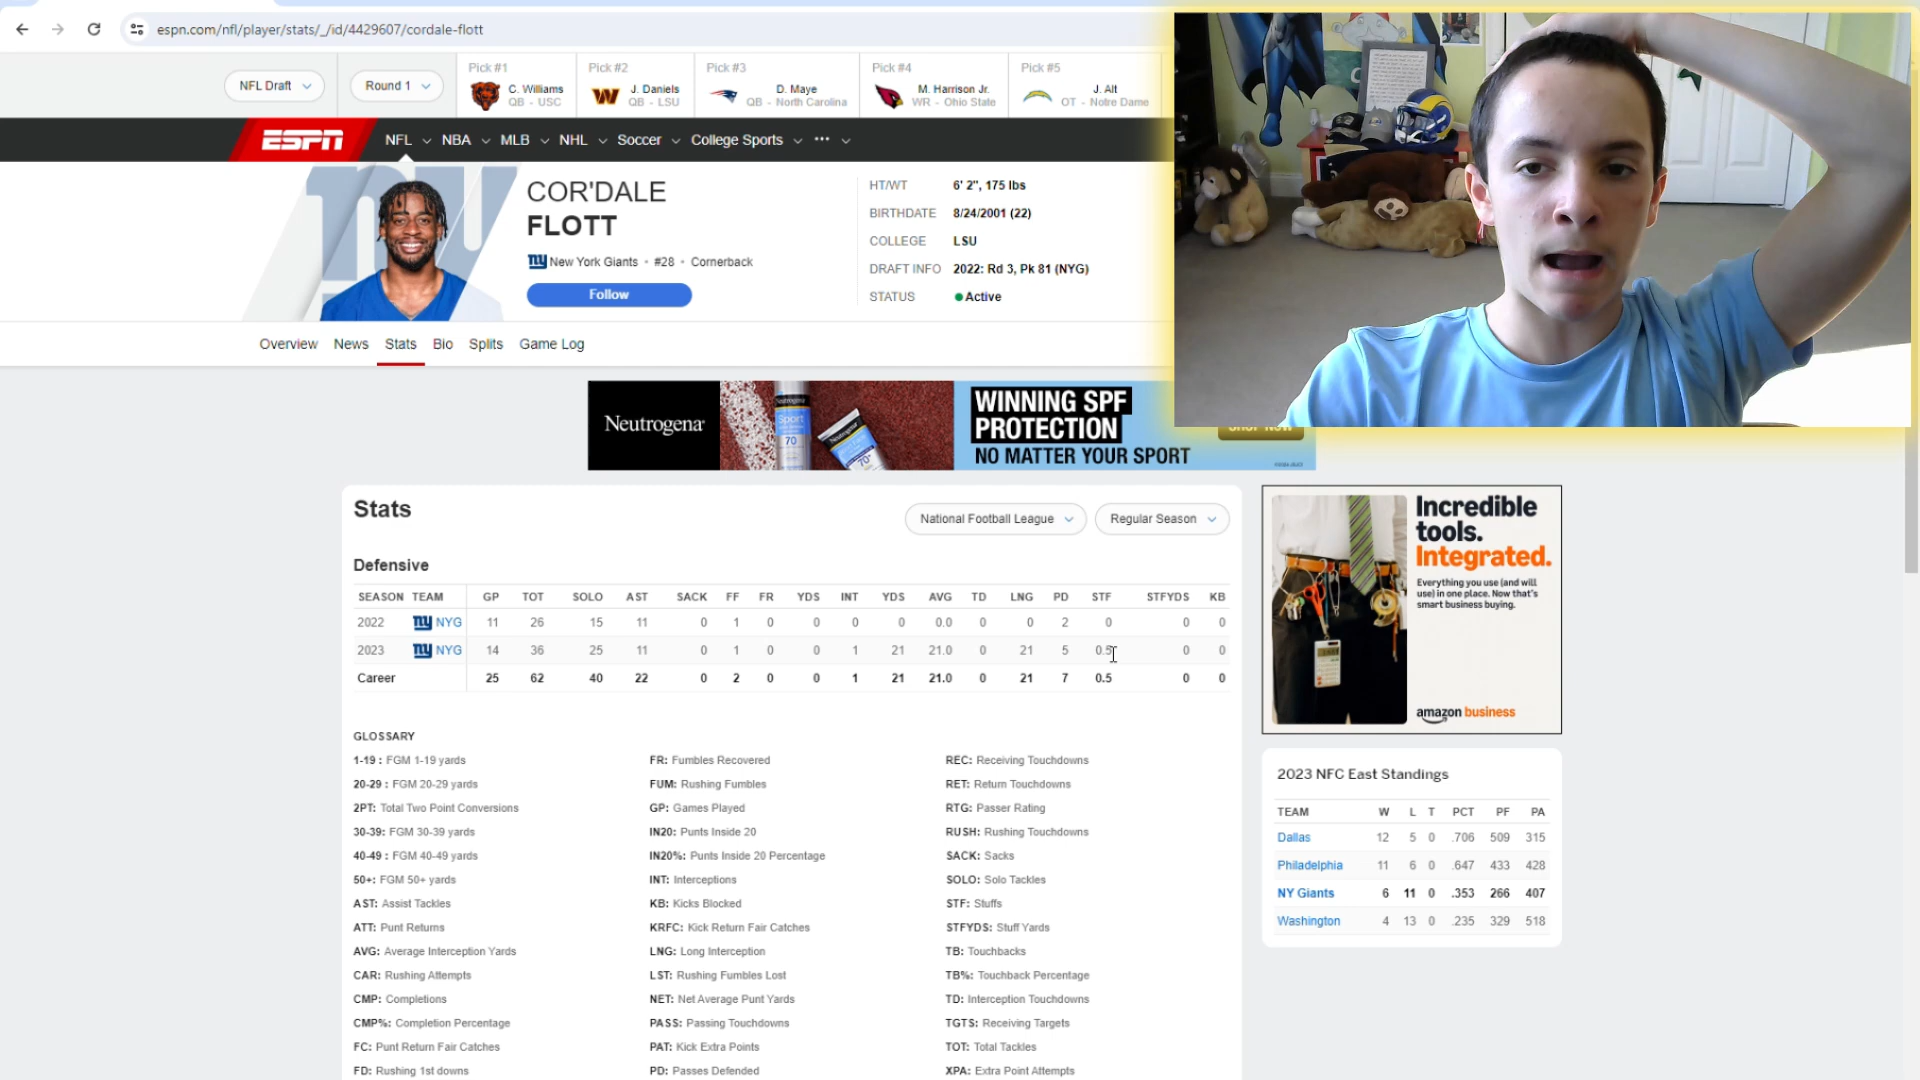 espn.com/nfl/player/stats/_/id/4429607/cordale-flott
NFL Draft
Round 1
Pick #1
C. Williams
QB - USC
Pick #2
J. Daniels
QB - LSU
Pick #3
D. Maye
QB - North Carolina
Pick #4
M. Harrison Jr.
WR - Ohio State
Pick #5
J. Alt
OT - Notre Dame
ESPN
NFL NBA MLB NHL Soccer College Sports
COR'DALE
FLOTT
ny New York Giants • #28 • Cornerback
Follow
HT/WT 6' 2", 175 lbs
BIRTHDATE 8/24/2001 (22)
COLLEGE LSU
DRAFT INFO 2022: Rd 3, Pk 81 (NYG)
STATUS Active
Overview News Stats Bio Splits Game Log
Neutrogena
Sport
70
70
WINNING SPF
PROTECTION
NO MATTER YOUR SPORT
SHOP NOW
Stats
National Football League
Regular Season
Defensive
SEASON TEAM GP TOT SOLO AST SACK FF FR YDS INT YDS AVG TD LNG PD STF STFYDS KB
2022 ny NYG 11 26 15 11 0 1 0 0 0 0 0.0 0 0 2 0 0 0
2023 ny NYG 14 36 25 11 0 1 0 0 1 21 21.0 0 21 5 0.5 0 0
Career 25 62 40 22 0 2 0 0 1 21 21.0 0 21 7 0.5 0 0
GLOSSARY
1-19 : FGM 1-19 yards
20-29 : FGM 20-29 yards
2PT: Total Two Point Conversions
30-39: FGM 30-39 yards
40-49 : FGM 40-49 yards
50+: FGM 50+ yards
AST: Assist Tackles
ATT: Punt Returns
AVG: Average Interception Yards
CAR: Rushing Attempts
CMP: Completions
CMP%: Completion Percentage
FC: Punt Return Fair Catches
FD: Rushing 1st downs
FR: Fumbles Recovered
FUM: Rushing Fumbles
GP: Games Played
IN20: Punts Inside 20
IN20%: Punts Inside 20 Percentage
INT: Interceptions
KB: Kicks Blocked
KRFC: Kick Return Fair Catches
LNG: Long Interception
LST: Rushing Fumbles Lost
NET: Net Average Punt Yards
PASS: Passing Touchdowns
PAT: Kick Extra Points
PD: Passes Defended
REC: Receiving Touchdowns
RET: Return Touchdowns
RTG: Passer Rating
RUSH: Rushing Touchdowns
SACK: Sacks
SOLO: Solo Tackles
STF: Stuffs
STFYDS: Stuff Yards
TB: Touchbacks
TB%: Touchback Percentage
TD: Interception Touchdowns
TGTS: Receiving Targets
TOT: Total Tackles
XPA: Extra Point Attempts
Incredible
tools.
Integrated.
Everything you use (and will
use) in one place. Now that's
smart business buying.
amazon business
2023 NFC East Standings
TEAM W L T PCT PF PA
Dallas 12 5 0 .706 509 315
Philadelphia 11 6 0 .647 433 428
NY Giants 6 11 0 .353 266 407
Washington 4 13 0 .235 329 518